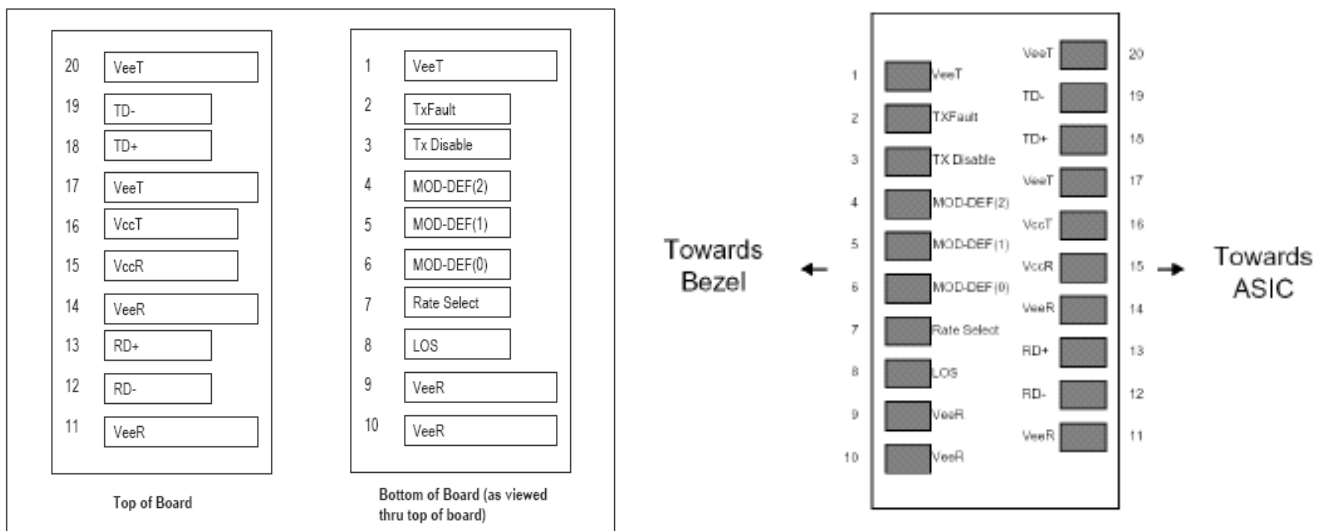 20 VeeT
19 TD-
18 TD+
17 VeeT
16 VccT
15 VccR
14 VeeR
13 RD+
12 RD-
11 VeeR
Top of Board
1 VeeT
2 TxFault
3 Tx Disable
4 MOD-DEF(2)
5 MOD-DEF(1)
6 MOD-DEF(0)
7 Rate Select
8 LOS
9 VeeR
10 VeeR
Bottom of Board (as viewed
thru top of board)
Towards
Bezel
1 VeeT
2 TXFault
3 TX Disable
4 MOD-DEF(2)
5 MOD-DEF(1)
6 MOD-DEF(0)
7 Rate Select
8 LOS
9 VeeR
10 VeeR
VeeT 20
TD- 19
TD+ 18
VeeT 17
VccT 16
VccR 15
VeeR 14
RD+ 13
RD- 12
VeeR 11
Towards
ASIC